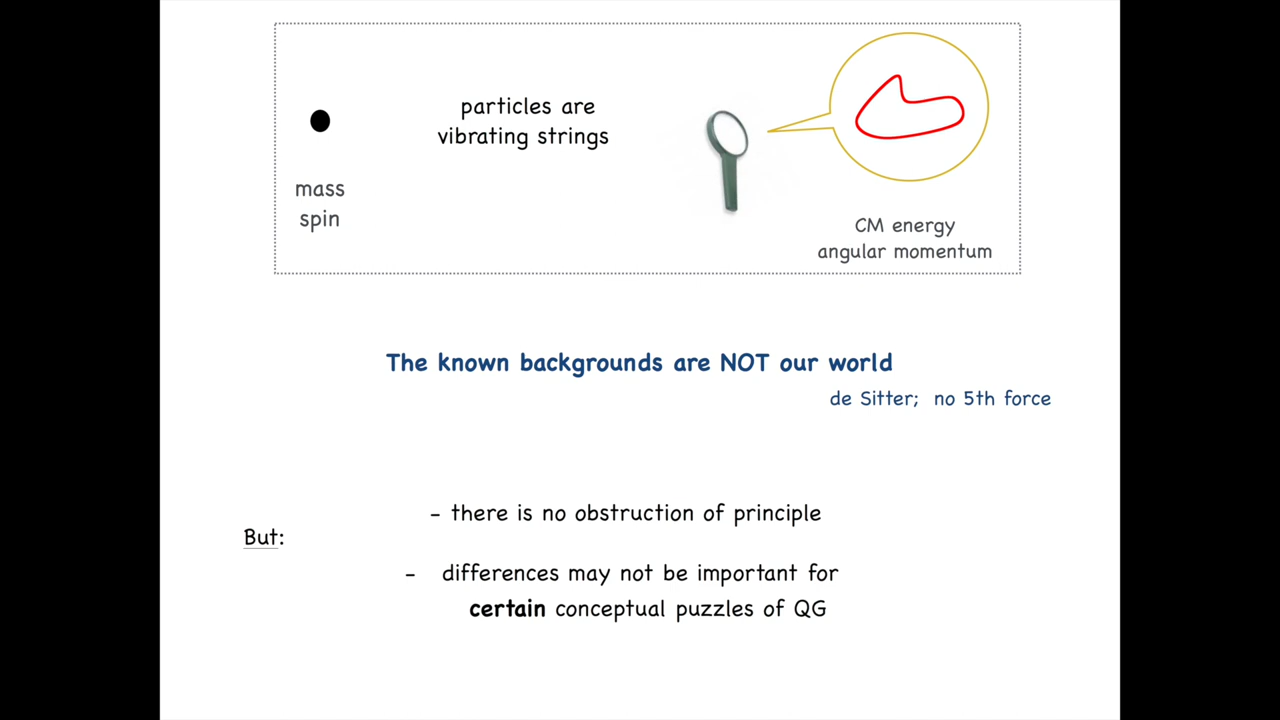 particles are
vibrating strings
mass
spin
CM energy
angular momentum
The known backgrounds are NOT our world
de Sitter; no 5th force
But:
- there is no obstruction of principle
- differences may not be important for
certain conceptual puzzles of QG